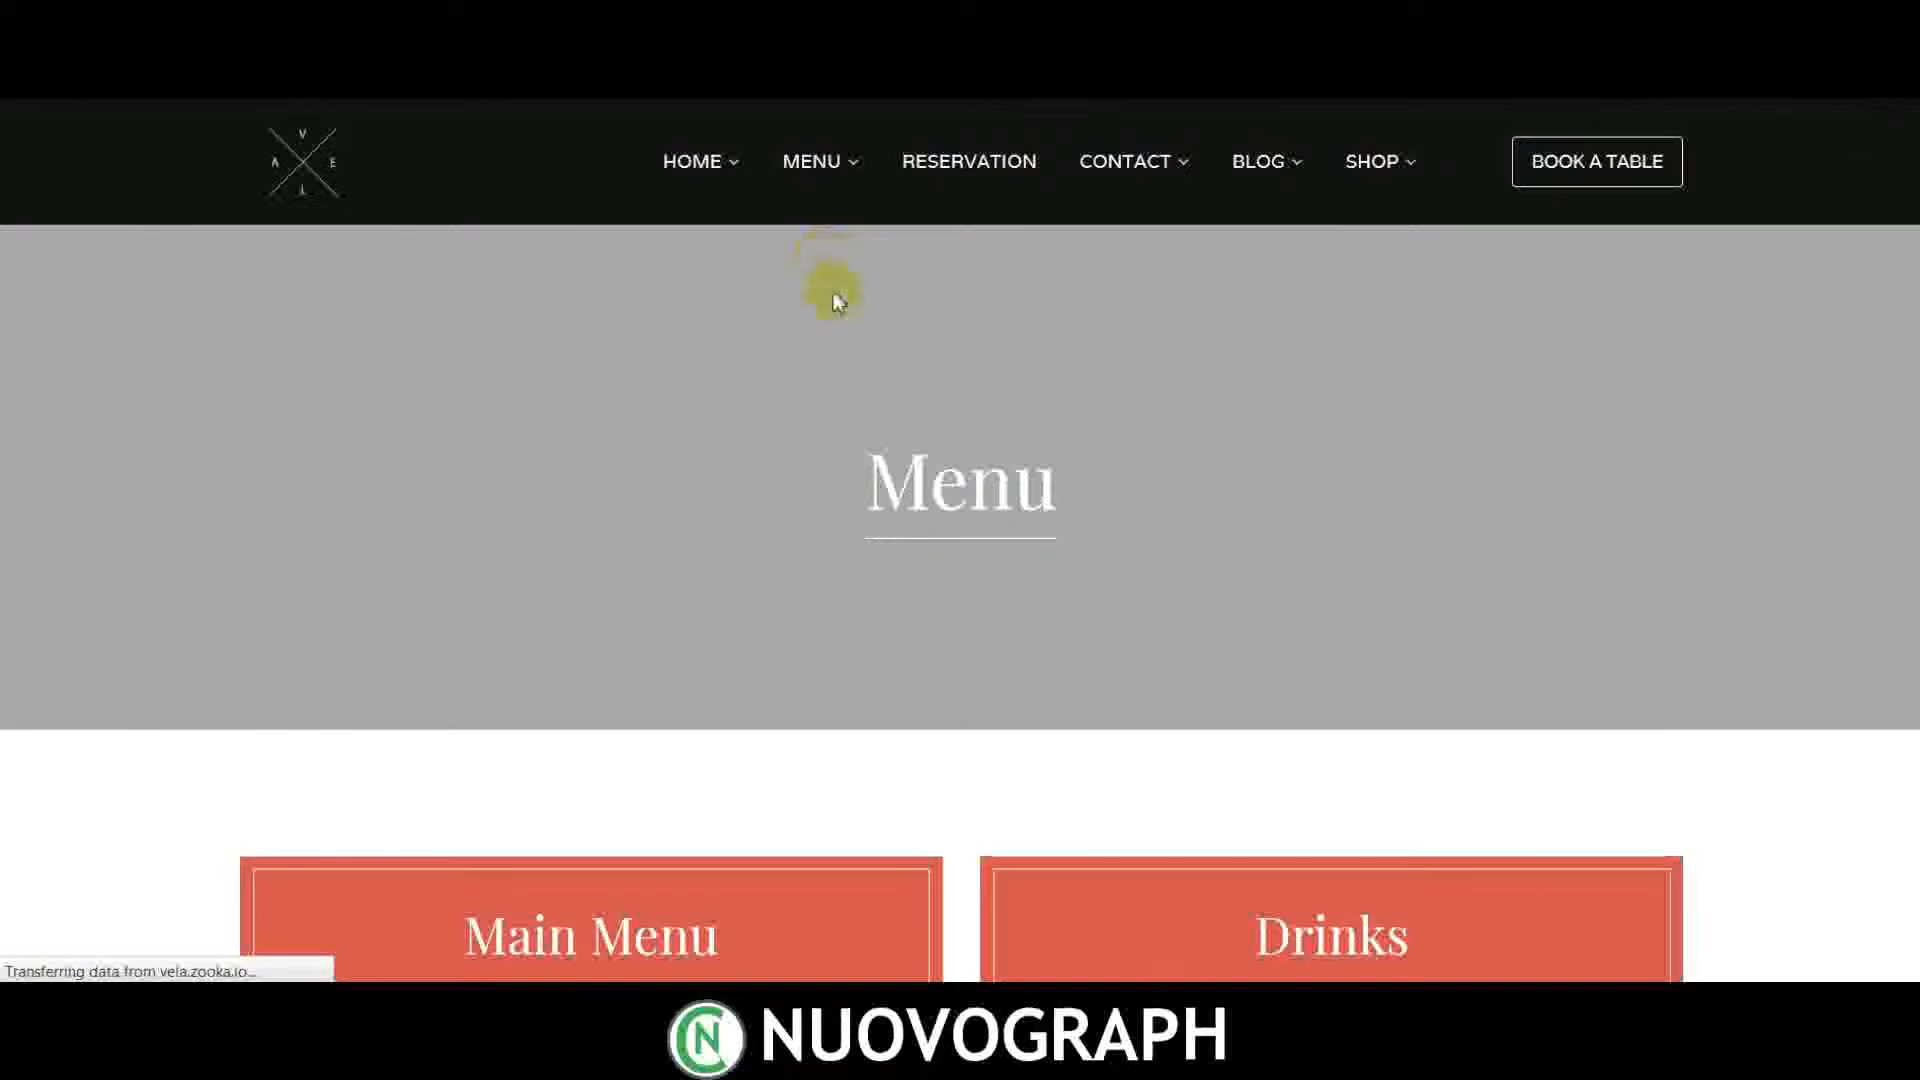 V
A E
L
HOME MENU RESERVATION CONTACT BLOG SHOP BOOK A TABLE
Menu
Main Menu Drinks
Transferring data from vela.zooka.io...
N NUOVOGRAPH